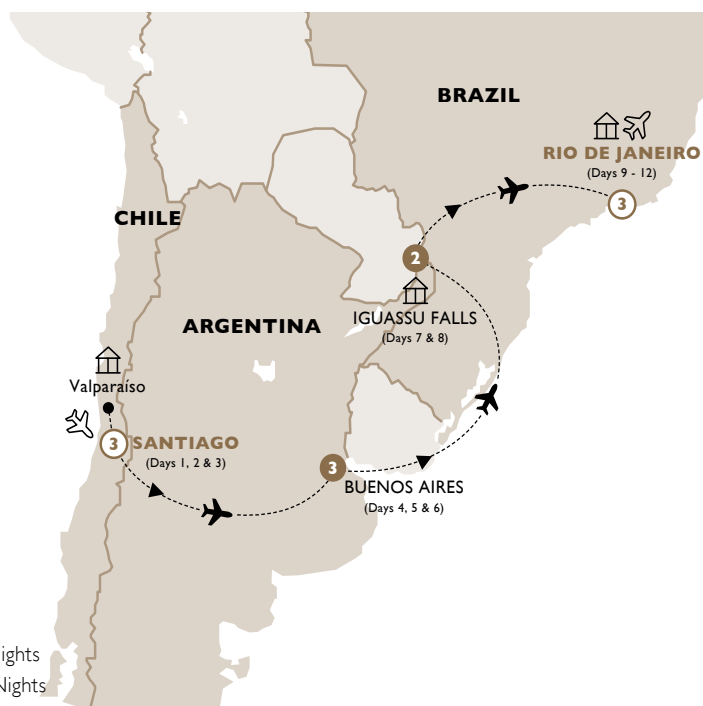 BRAZIL
RIO DE JANEIRO
(Days 9 - 12)
3
CHILE
2
IGUASSU FALLS
(Days 7 & 8)
ARGENTINA
Valparaíso
3 SANTIAGO
(Days 1, 2 & 3)
3
BUENOS AIRES
(Days 4, 5 & 6)
ights
Nights